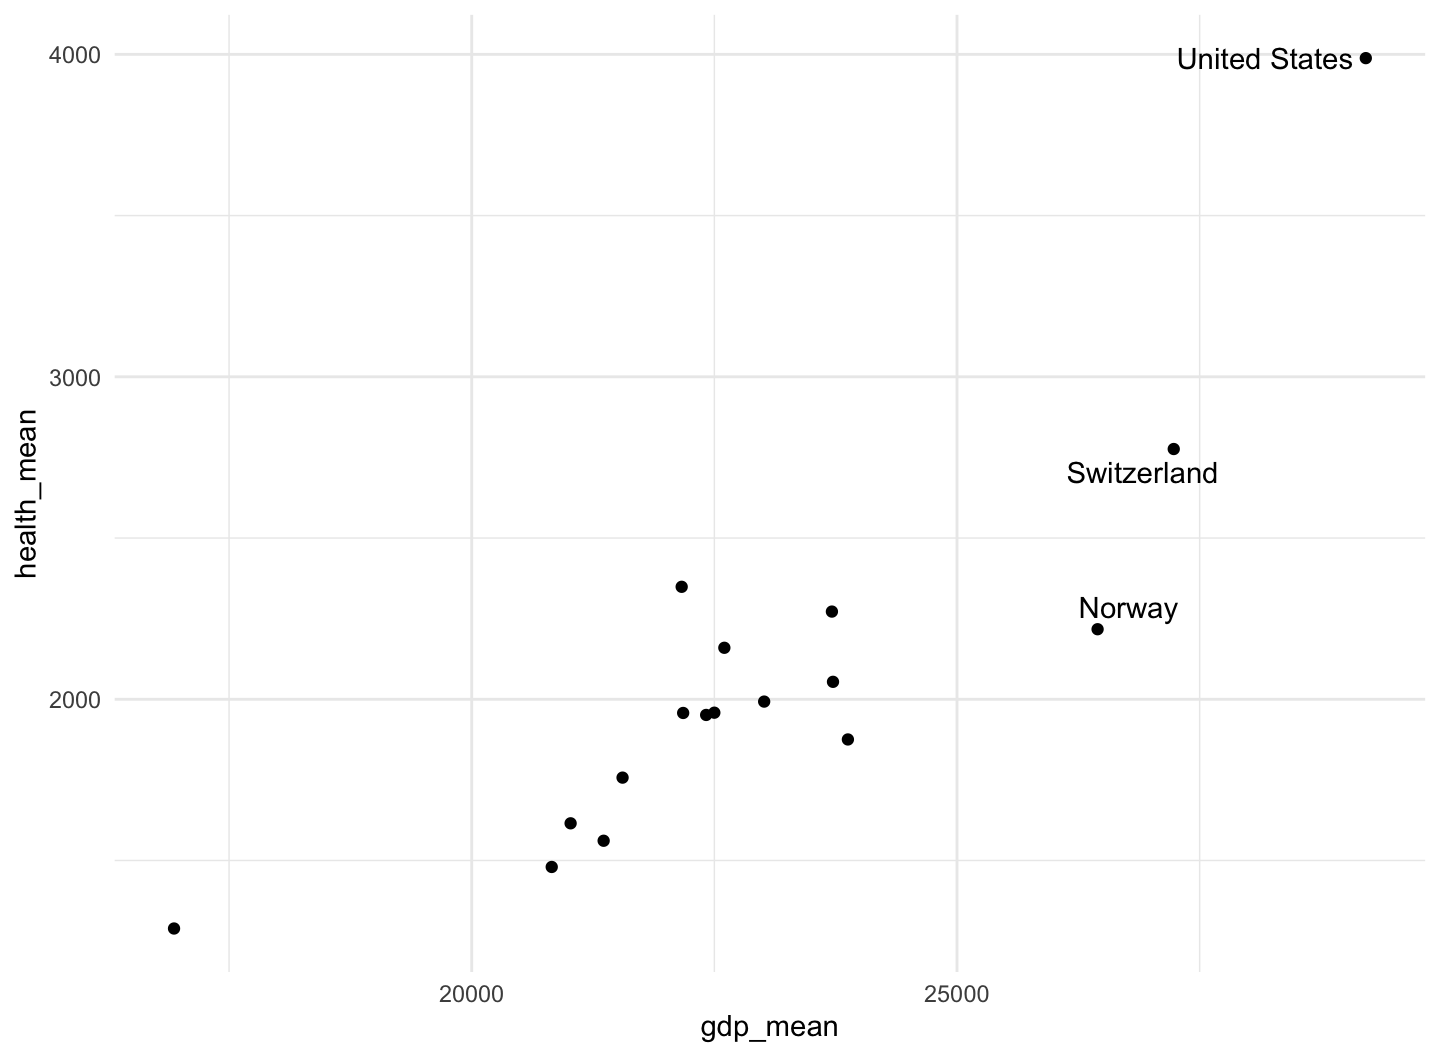 4000
United States
3000
Switzerland
Norway
2000
20000
25000
gdp_mean
health_mean